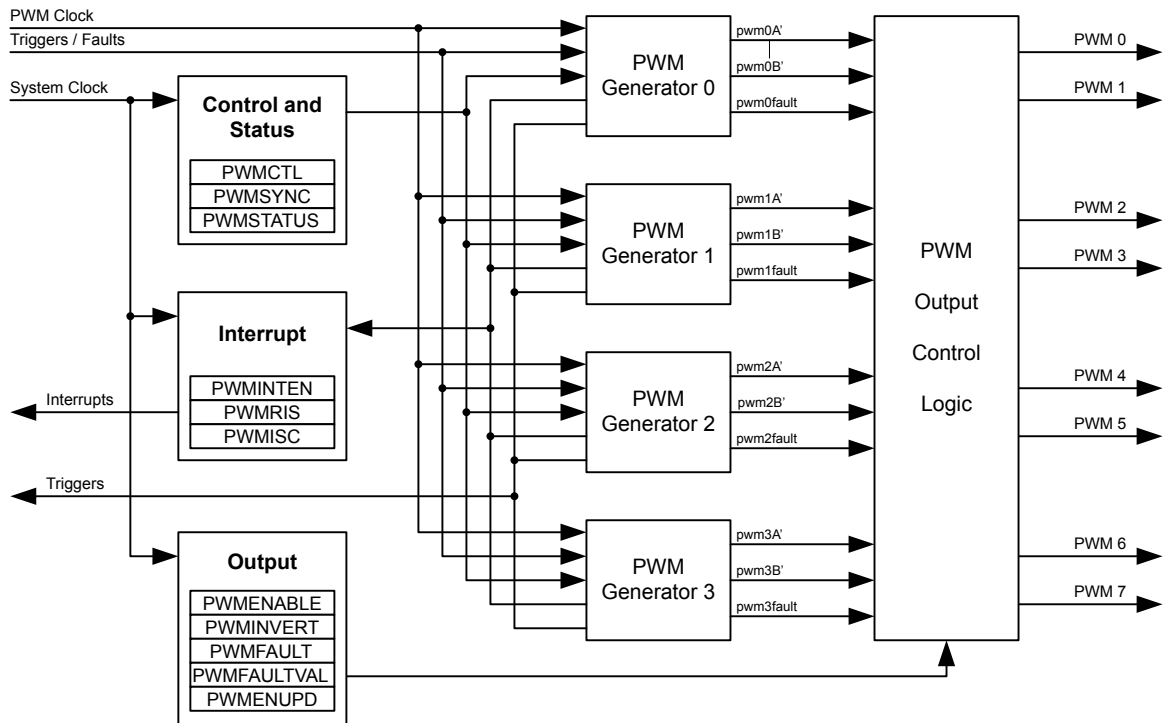 PWM Clock
Triggers / Faults
System Clock
Control and
Status
PWMCTL
PWMSYNC
PWMSTATUS
Interrupt
PWMINTEN
PWMRIS
PWMISC
Interrupts
Triggers
Output
PWMENABLE
PWMINVERT
PWMFAULT
PWMFAULTVAL
PWMENUPD
PWM
Generator 0
pwm0A'
pwm0B'
pwm0fault
PWM
Generator 1
pwm1A'
pwm1B'
pwm1fault
PWM
Generator 2
pwm2A'
pwm2B'
pwm2fault
PWM
Generator 3
pwm3A'
pwm3B'
pwm3fault
PWM
Output
Control
Logic
PWM 0
PWM 1
PWM 2
PWM 3
PWM 4
PWM 5
PWM 6
PWM 7